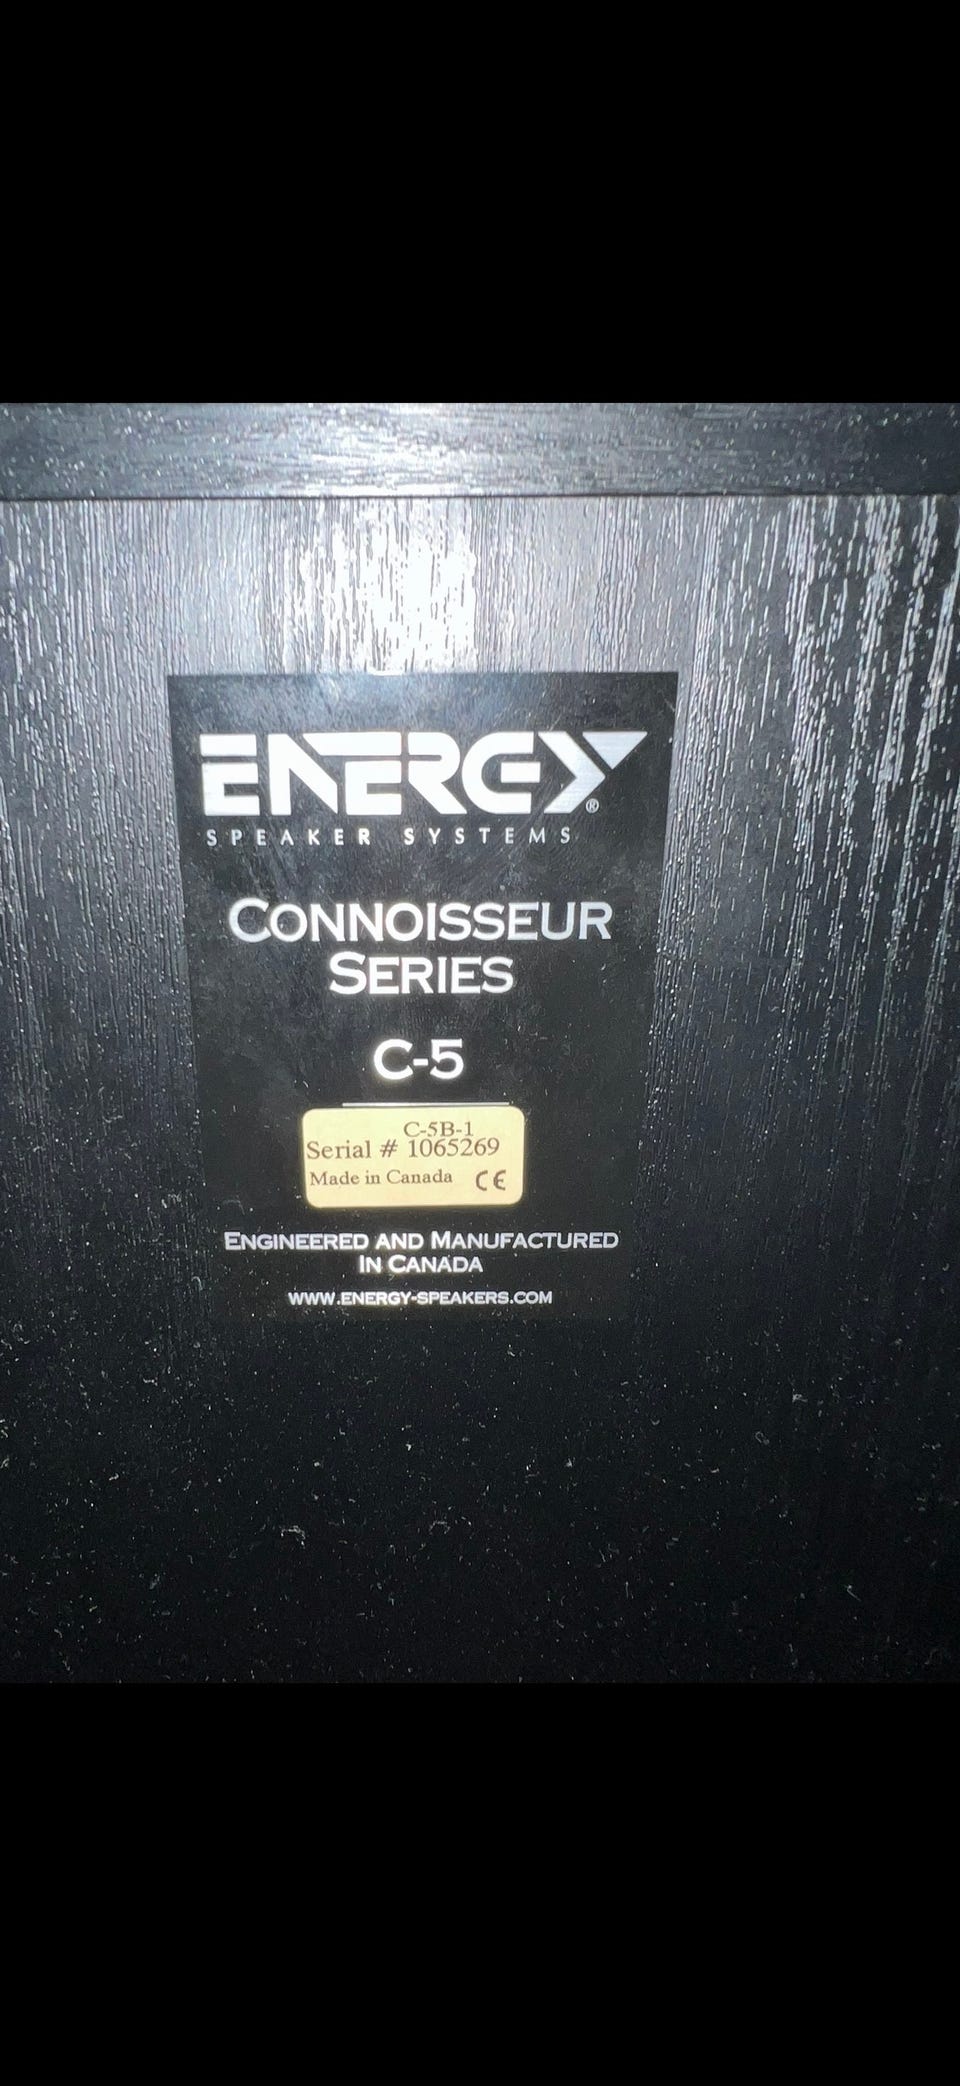 ENERGY®
SPEAKER SYSTEMS
CONNOISSEUR
SERIES
C-5
C-5B-1
Serial # 1065269
Made in Canada CE
ENGINEERED AND MANUFACTURED
IN CANADA
WWW.ENERGY-SPEAKERS.COM